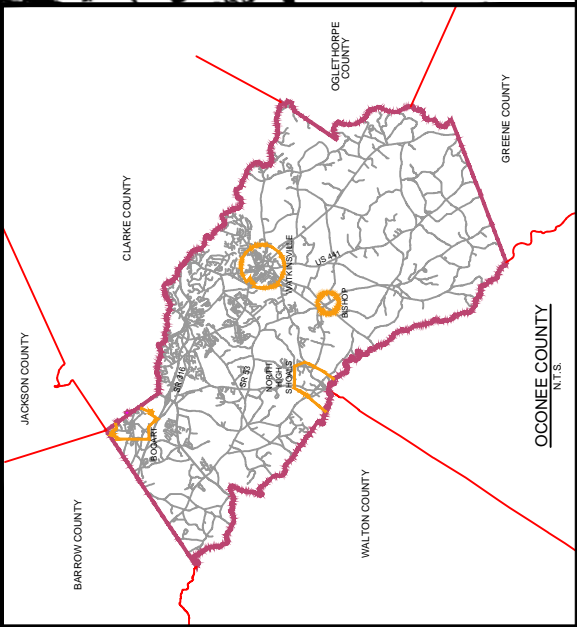 OGLETHORPE
COUNTY
GREENE COUNTY
CLARKE COUNTY
JACKSON COUNTY
BARROW COUNTY
WALTON COUNTY
WATKINSVILLE
US 441
BISHOP
NORTH
HIGH
SHOALS
SR 53
SR 316
BOGART
OCONEE COUNTY
N.T.S.